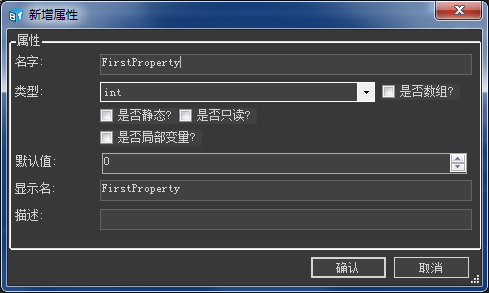 新增属性
属性
名字:
FirstProperty
类型:
int
是否数组?
是否静态?
是否只读?
是否局部变量?
默认值:
0
显示名:
FirstProperty
描述:
确认
取消